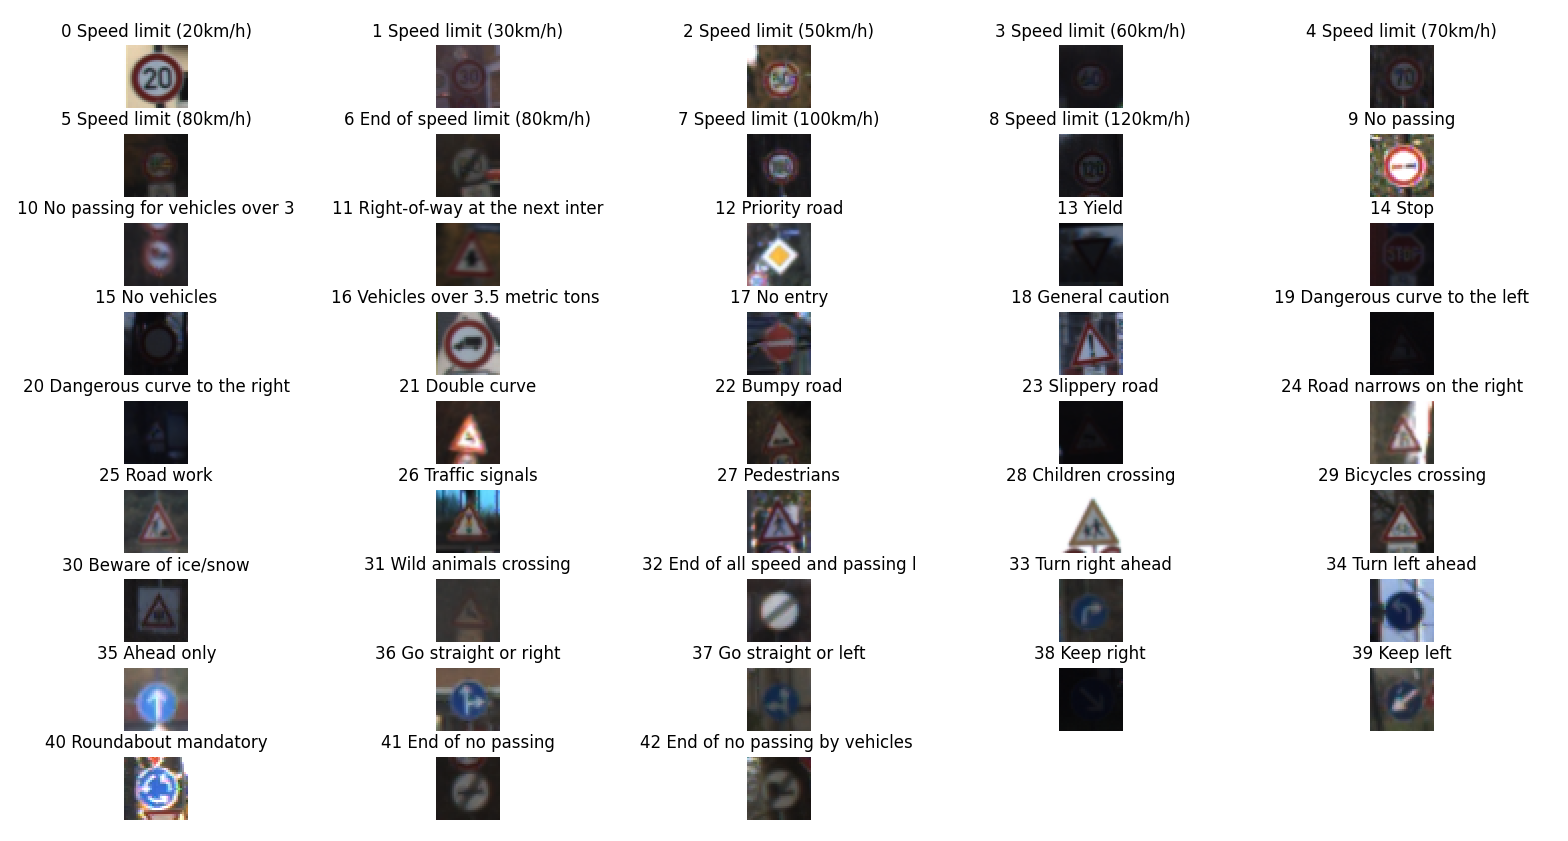 0 Speed limit (20km/h)
1 Speed limit (30km/h)
2 Speed limit (50km/h)
3 Speed limit (60km/h)
4 Speed limit (70km/h)
20
30
50
60
70
5 Speed limit (80km/h)
6 End of speed limit (80km/h)
7 Speed limit (100km/h)
8 Speed limit (120km/h)
9 No passing
120
10 No passing for vehicles over 3
11 Right-of-way at the next inter
12 Priority road
13 Yield
14 Stop
STOP
15 No vehicles
16 Vehicles over 3.5 metric tons
17 No entry
18 General caution
19 Dangerous curve to the left
20 Dangerous curve to the right
21 Double curve
22 Bumpy road
23 Slippery road
24 Road narrows on the right
25 Road work
26 Traffic signals
27 Pedestrians
28 Children crossing
29 Bicycles crossing
30 Beware of ice/snow
31 Wild animals crossing
32 End of all speed and passing l
33 Turn right ahead
34 Turn left ahead
35 Ahead only
36 Go straight or right
37 Go straight or left
38 Keep right
39 Keep left
40 Roundabout mandatory
41 End of no passing
42 End of no passing by vehicles